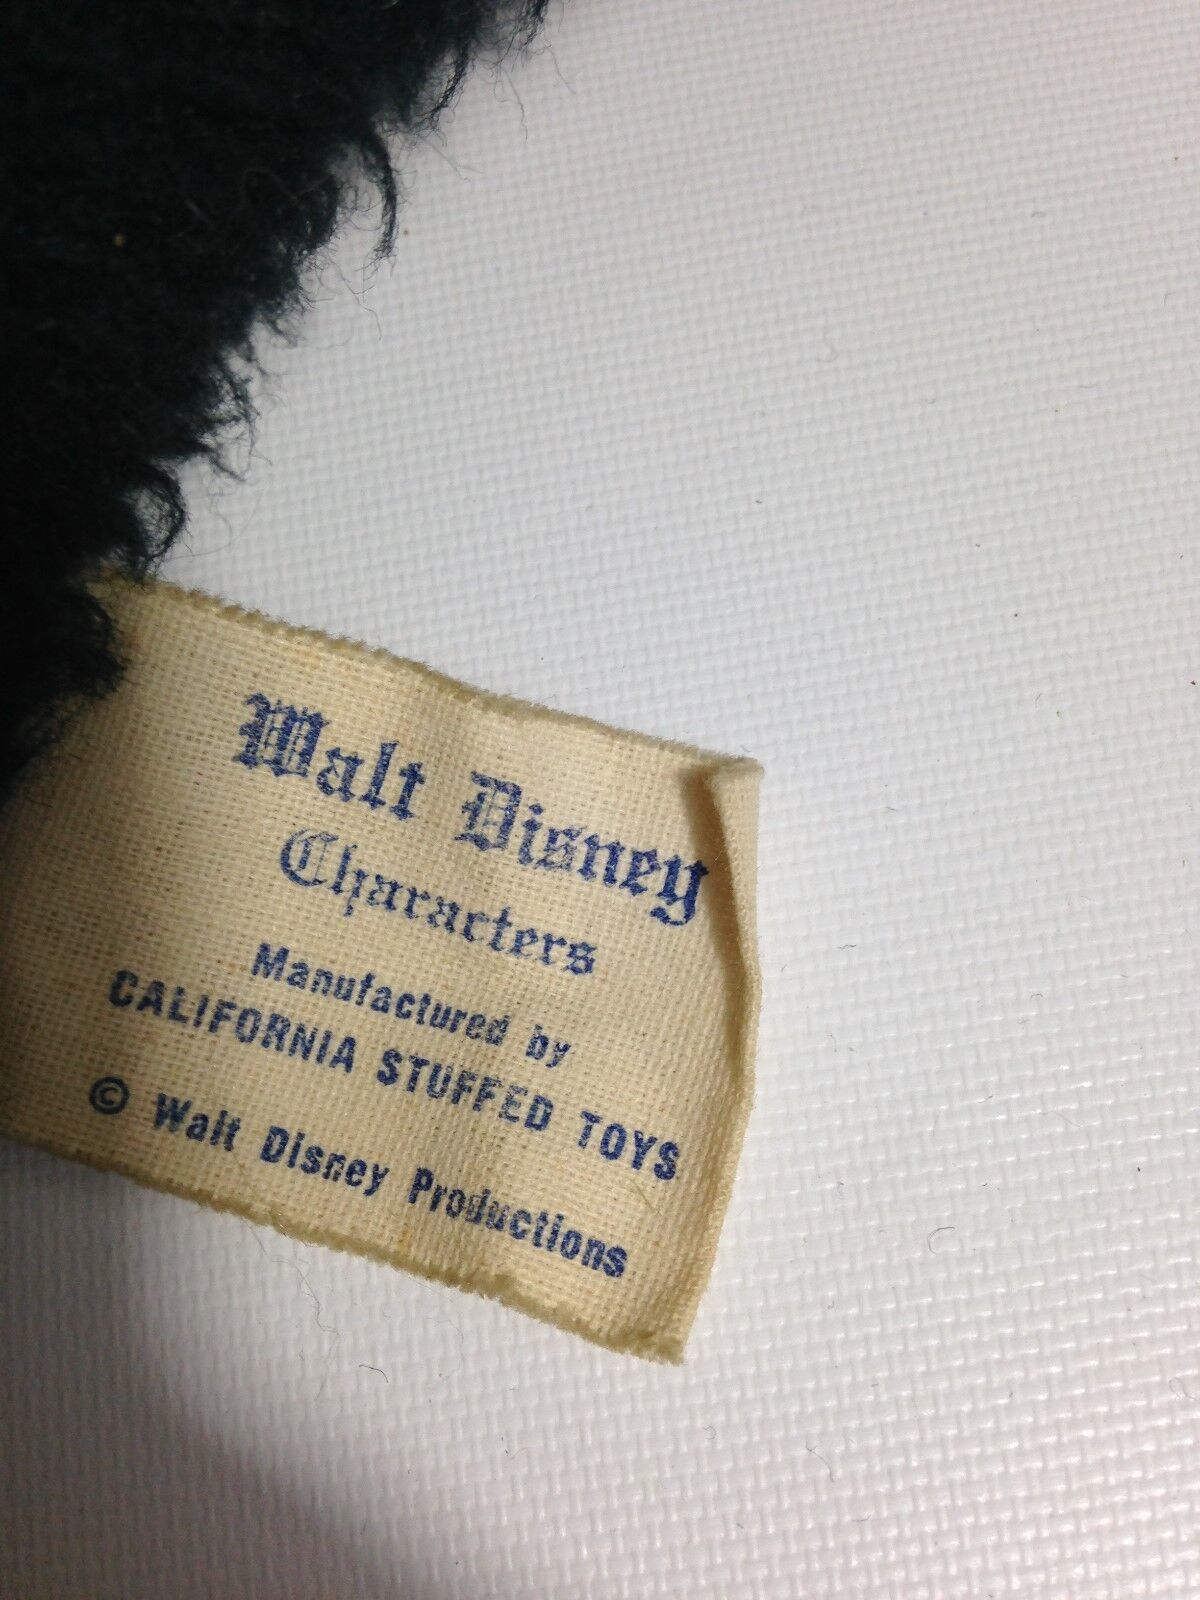 Walt Disney
Characters
Manufactured by
CALIFORNIA STUFFED TOYS
© Walt Disney Productions